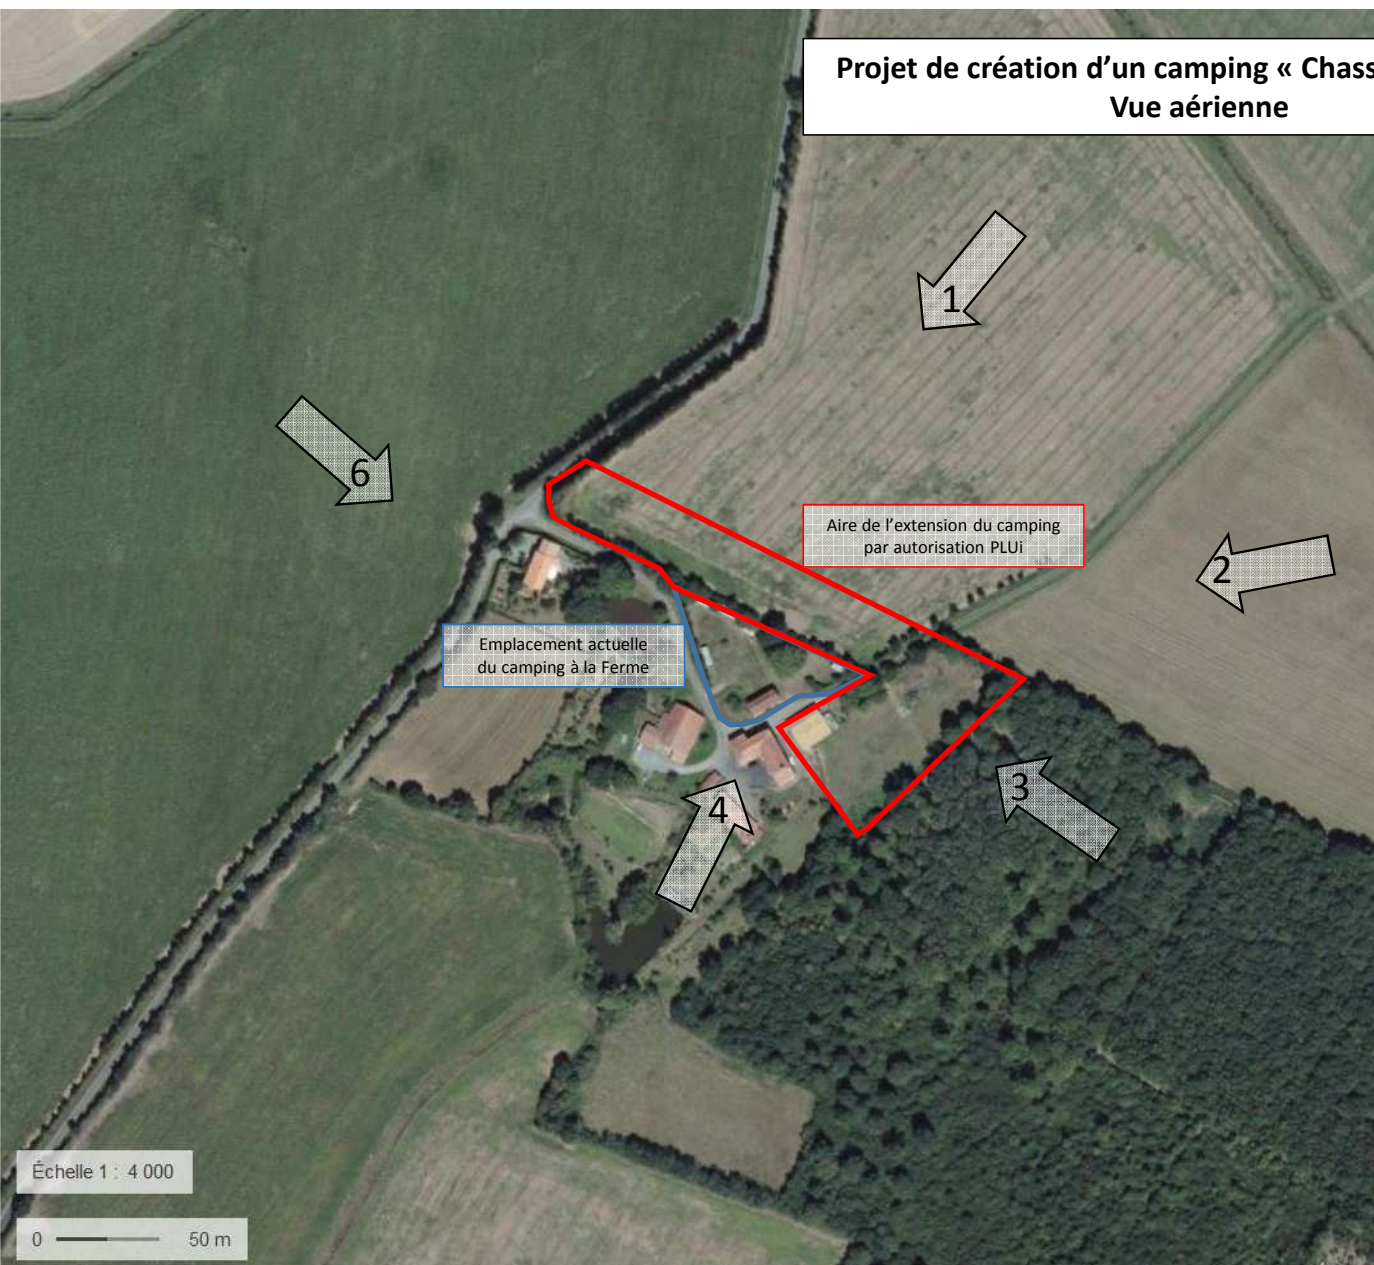 Projet de création d'un camping « Chass
Vue aérienne
1
6
Aire de l'extension du camping
par autorisation PLUi
2
Emplacement actuelle
du camping à la Ferme
3
4
Échelle 1 : 4 000
0 50 m